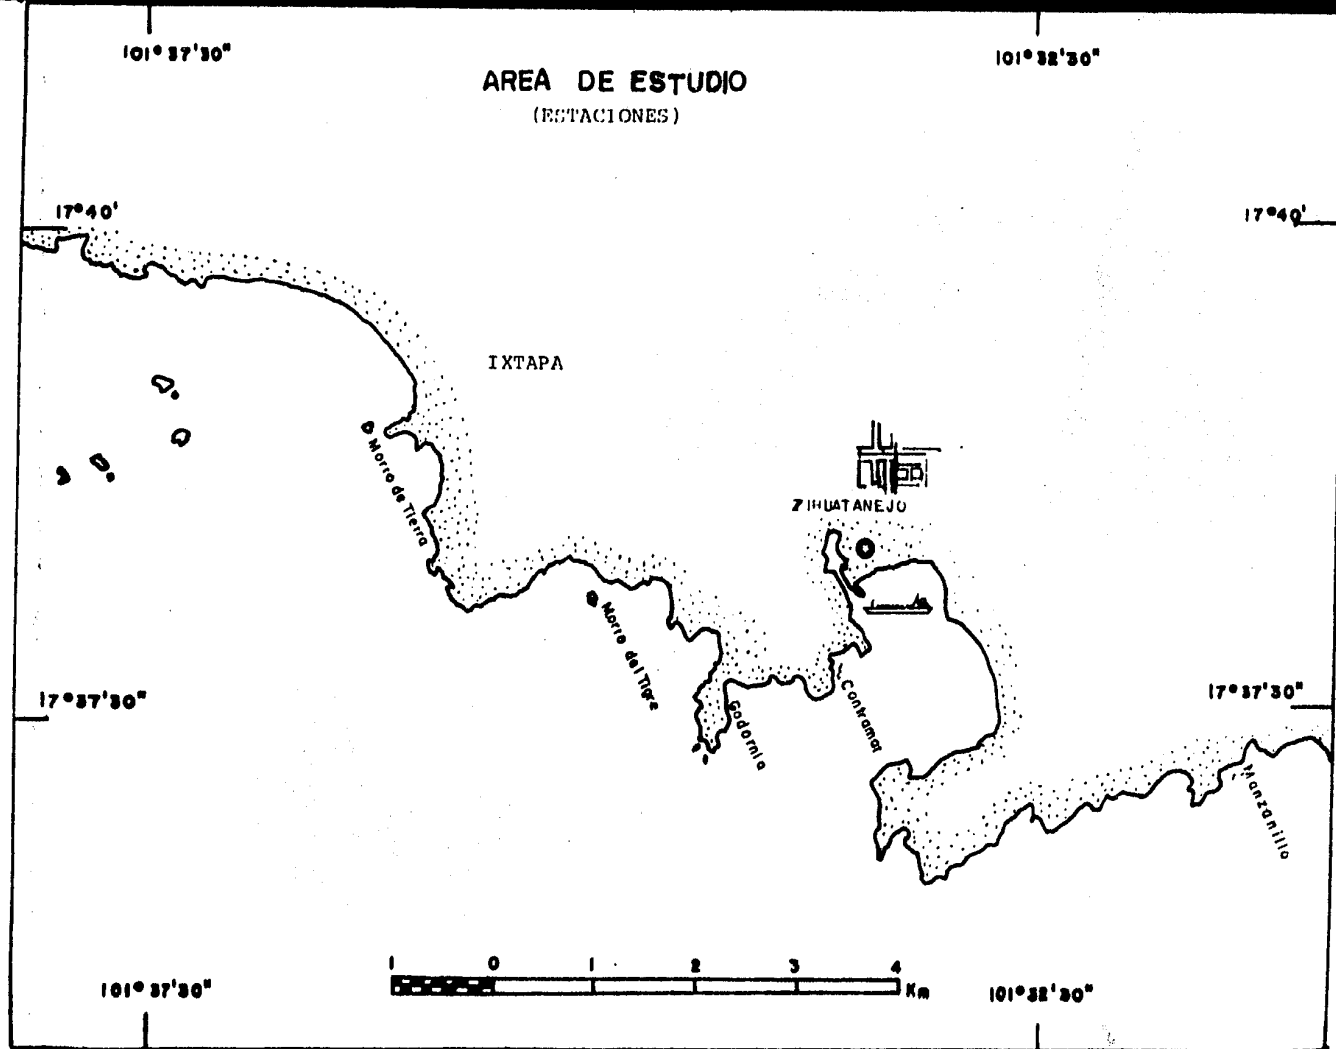 101°37'30" 101°32'30"
AREA DE ESTUDIO
(ESTACIONES)
17°40' 17°40'
IXTAPA
Morro de Tierra
ZIHUATANEJO
Morro del Tigre
17°37'30" 17°37'30"
Godornia
Contramar
Manzanillo
1 0 1 2 3 4
Km
101°37'30" 101°32'30"